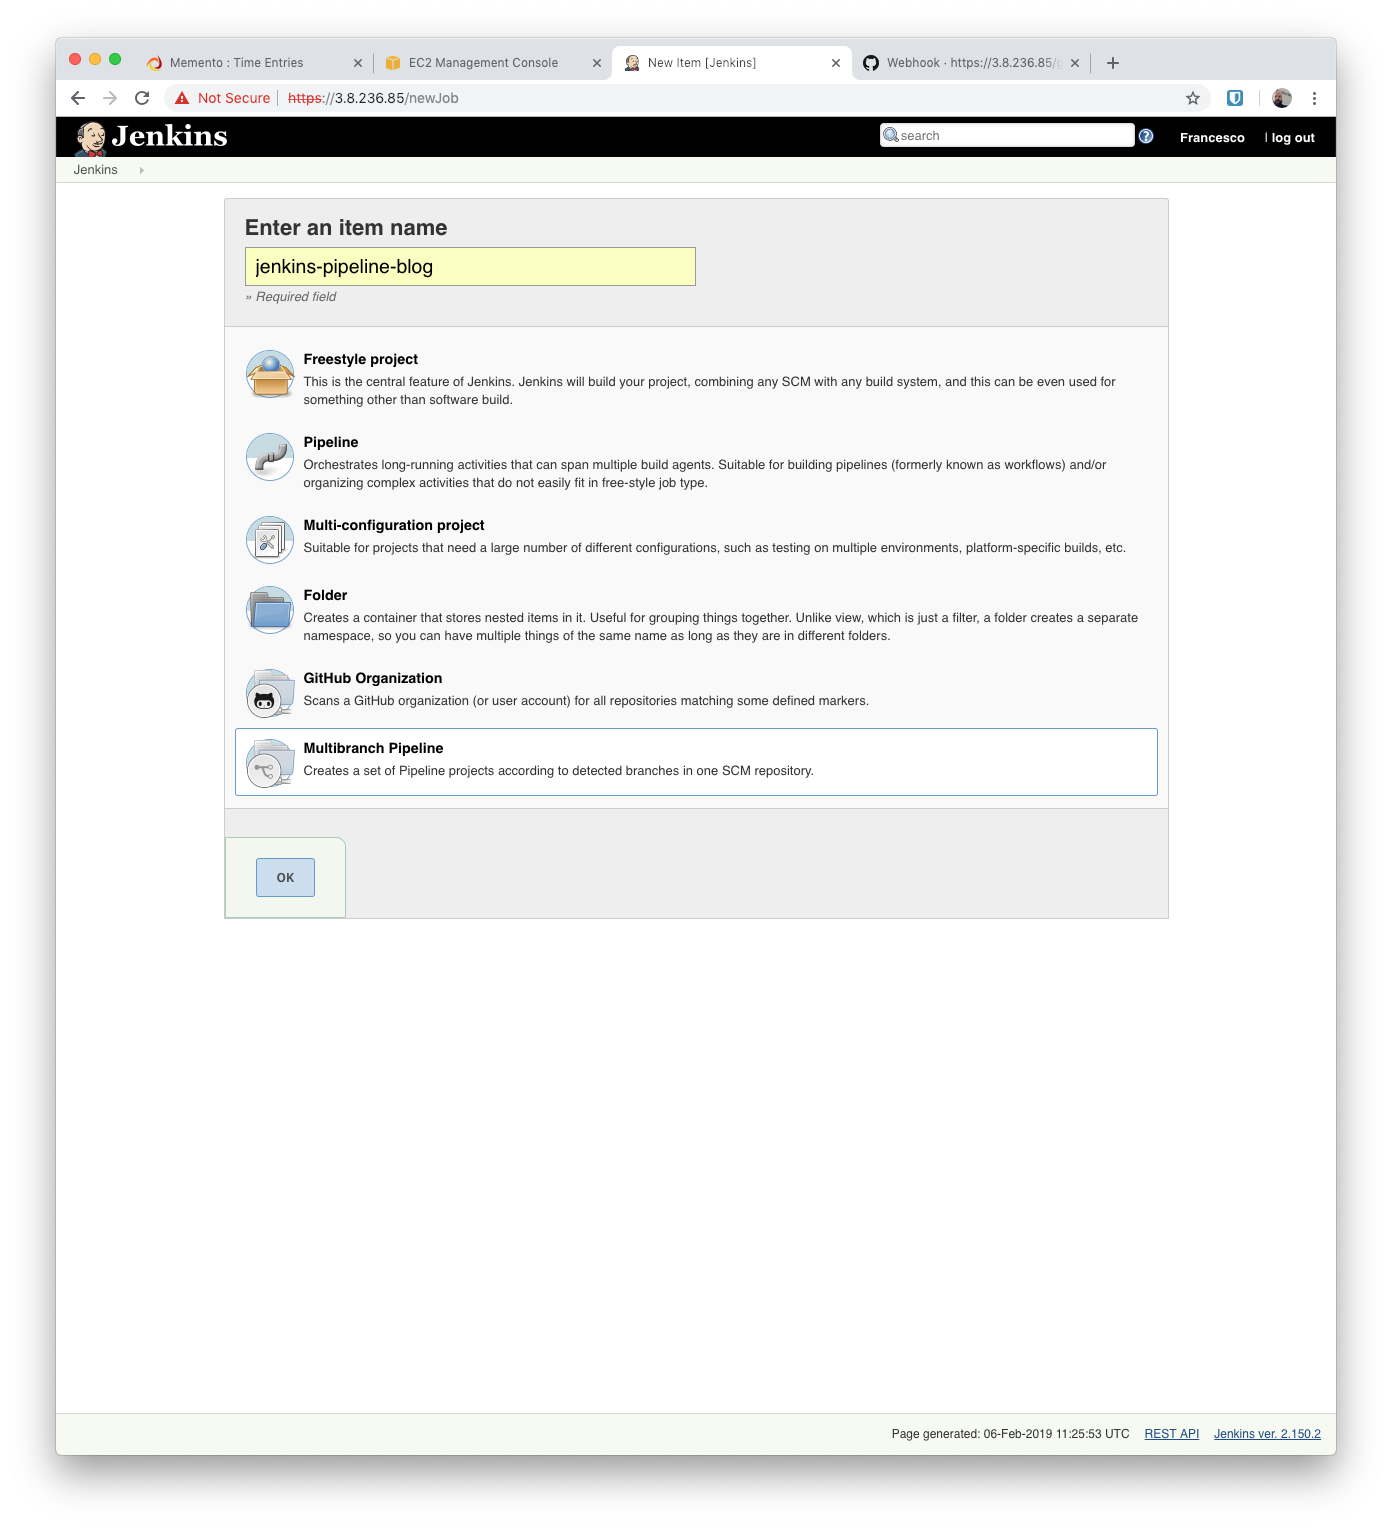 Memento : Time Entries
EC2 Management Console
New Item [Jenkins]
Webhook · https://3.8.236.85/
Not Secure
https://3.8.236.85/newJob
Jenkins
search
Francesco
| log out
Jenkins
Enter an item name
jenkins-pipeline-blog
» Required field
Freestyle project
This is the central feature of Jenkins. Jenkins will build your project, combining any SCM with any build system, and this can be even used for
something other than software build.
Pipeline
Orchestrates long-running activities that can span multiple build agents. Suitable for building pipelines (formerly known as workflows) and/or
organizing complex activities that do not easily fit in free-style job type.
Multi-configuration project
Suitable for projects that need a large number of different configurations, such as testing on multiple environments, platform-specific builds, etc.
Folder
Creates a container that stores nested items in it. Useful for grouping things together. Unlike view, which is just a filter, a folder creates a separate
namespace, so you can have multiple things of the same name as long as they are in different folders.
GitHub Organization
Scans a GitHub organization (or user account) for all repositories matching some defined markers.
Multibranch Pipeline
Creates a set of Pipeline projects according to detected branches in one SCM repository.
OK
Page generated: 06-Feb-2019 11:25:53 UTC
REST API
Jenkins ver. 2.150.2